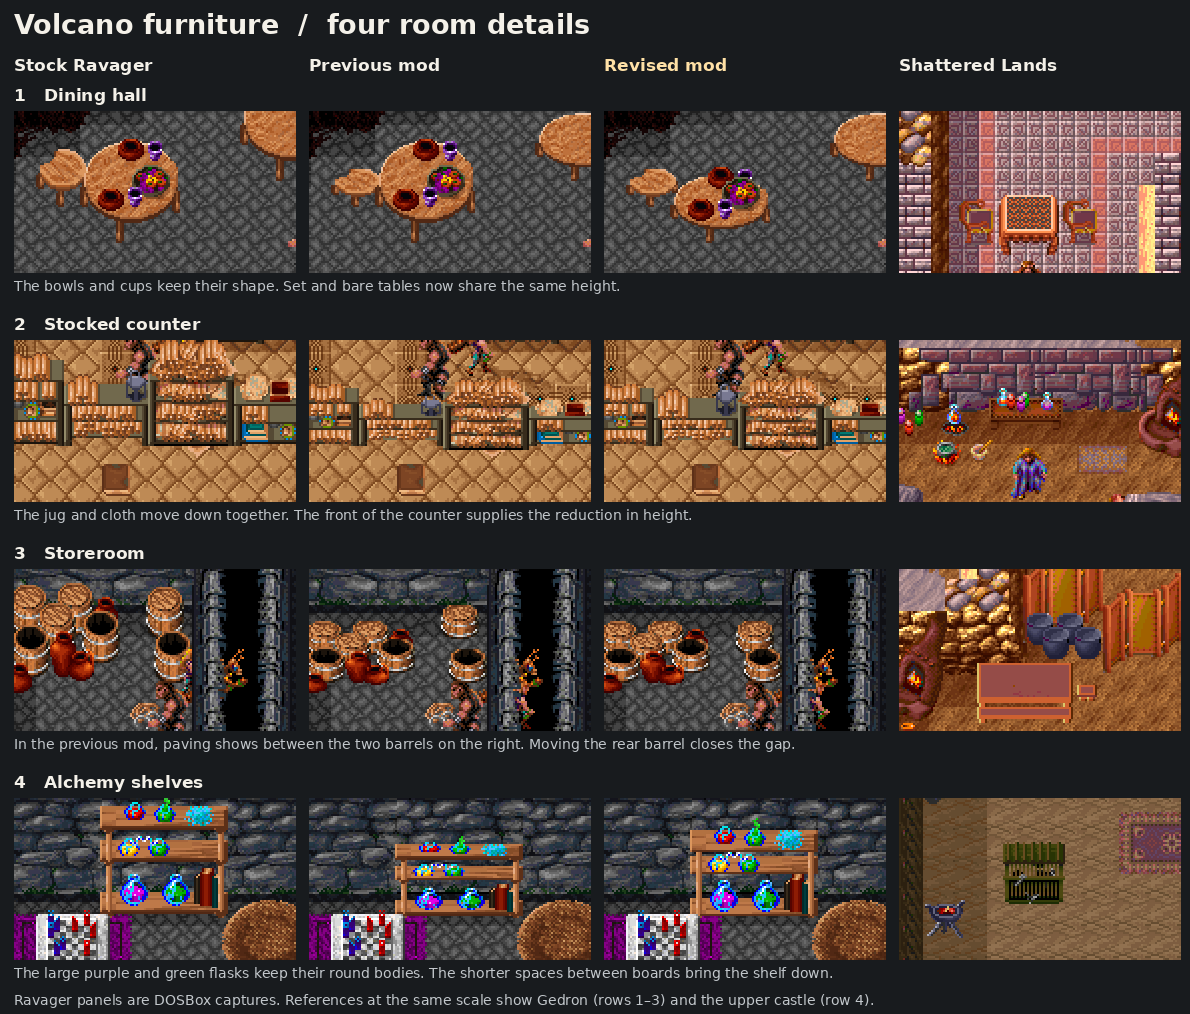 Volcano furniture / four room details
Stock Ravager
Previous mod
Revised mod
Shattered Lands
1 Dining hall
The bowls and cups keep their shape. Set and bare tables now share the same height.
2 Stocked counter
The jug and cloth move down together. The front of the counter supplies the reduction in height.
3 Storeroom
In the previous mod, paving shows between the two barrels on the right. Moving the rear barrel closes the gap.
4 Alchemy shelves
The large purple and green flasks keep their round bodies. The shorter spaces between boards bring the shelf down.
Ravager panels are DOSBox captures. References at the same scale show Gedron (rows 1–3) and the upper castle (row 4).